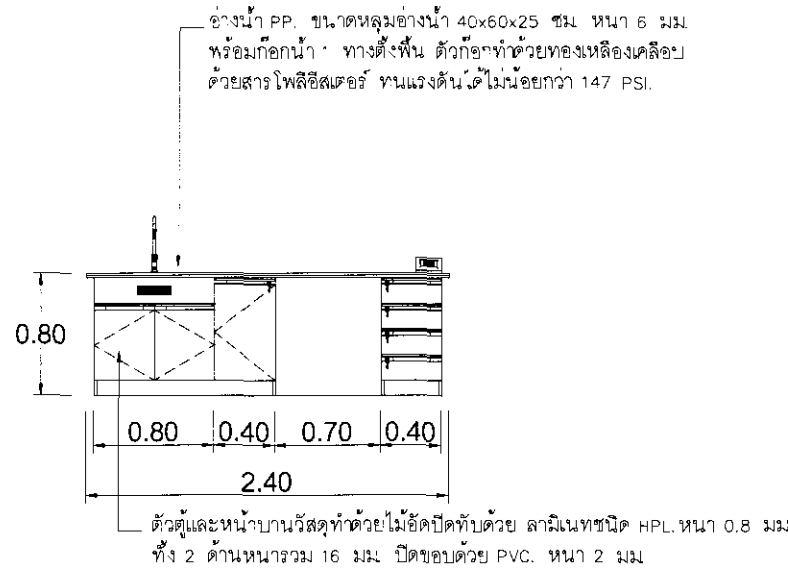 อ่างน้ำ PP. ขนาดหลุมอ่างน้ำ 40x60x25 ซม. หนา 6 มม.
พร้อมก๊อกน้ำ 1 ทางตั้งพื้น ตัวก๊อกทำด้วยทองเหลืองเคลือบ
ด้วยสารโพลีอีสเตอร์ ทนแรงดันได้ไม่น้อยกว่า 147 PSI.
0.80
0.80 0.40 0.70 0.40
2.40
ตัวตู้และหน้าบานวัสดุทำด้วยไม้อัดปิดทับด้วย ลามิเนทชนิด HPL.หนา 0.8 มม.
ทั้ง 2 ด้านหนารวม 16 มม. ปิดขอบด้วย PVC. หนา 2 มม.